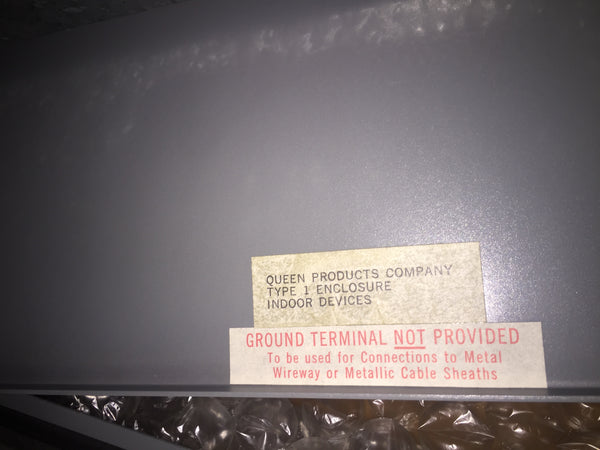 QUEEN PRODUCTS COMPANY
TYPE 1 ENCLOSURE
INDOOR DEVICES
GROUND TERMINAL NOT PROVIDED
To be used for Connections to Metal
Wireway or Metallic Cable Sheaths